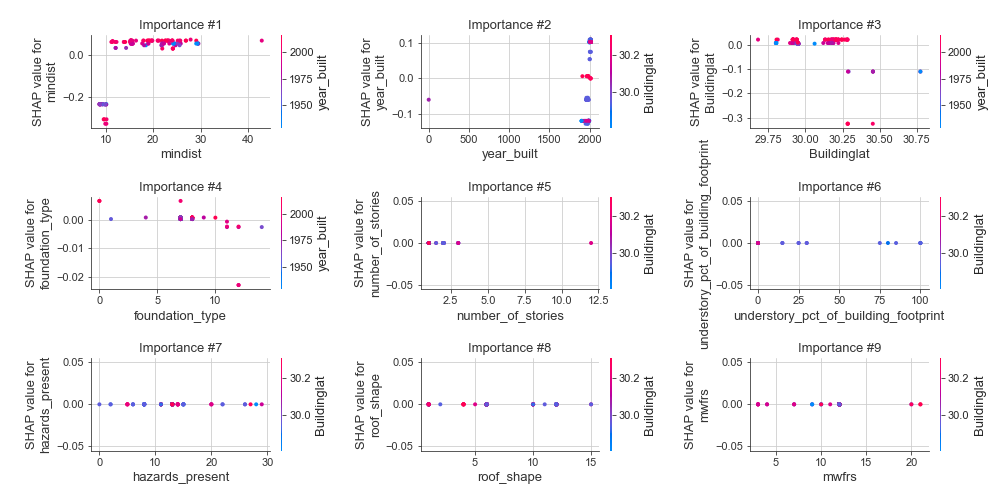 Importance #1
SHAP value for
mindist
0.0
−0.2
10
20
30
40
mindist
2000
1975
1950
year_built
Importance #2
SHAP value for
year_built
0.1
0.0
−0.1
0
500
1000
1500
2000
year_built
30.2
30.0
Buildinglat
Importance #3
SHAP value for
Buildinglat
0.0
−0.1
−0.2
−0.3
29.75
30.00
30.25
30.50
30.75
Buildinglat
2000
1975
1950
year_built
Importance #4
SHAP value for
foundation_type
0.00
−0.01
−0.02
0
5
10
foundation_type
2000
1975
1950
year_built
Importance #5
SHAP value for
number_of_stories
0.05
0.00
−0.05
2.5
5.0
7.5
10.0
12.5
number_of_stories
30.2
30.0
Buildinglat
Importance #6
SHAP value for
understory_pct_of_building_footprint
0.05
0.00
−0.05
0
25
50
75
100
understory_pct_of_building_footprint
30.2
30.0
Buildinglat
Importance #7
SHAP value for
hazards_present
0.05
0.00
−0.05
0
10
20
30
hazards_present
30.2
30.0
Buildinglat
Importance #8
SHAP value for
roof_shape
0.05
0.00
−0.05
5
10
15
roof_shape
30.2
30.0
Buildinglat
Importance #9
SHAP value for
mwfrs
0.05
0.00
−0.05
5
10
15
20
mwfrs
30.2
30.0
Buildinglat